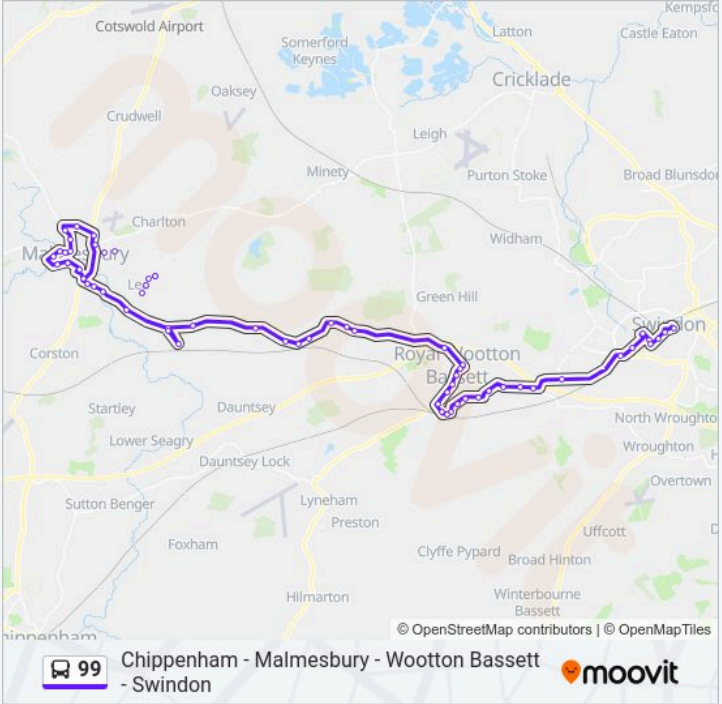 Kempsfo
Cotswold Airport
Latton
Castle Eaton
Somerford
Keynes
Cricklade
Oaksey
Crudwell
Leigh
Minety
Purton Stoke
Broad Blunsdo
Charlton
Widham
Green Hill
Swindon
Royal Wootton
Bassett
Corston
Startley
Dauntsey
North Wroughto
Lower Seagry
Wroughton
Dauntsey Lock
Overtown
Sutton Benger
Lyneham
Preston
Uffcott
Foxham
Clyffe Pypard
Broad Hinton
Hilmarton
Winterbourne
Bassett
hippenham
© OpenStreetMap contributors | © OpenMapTiles
99
Chippenham - Malmesbury - Wootton Bassett
- Swindon
moovit